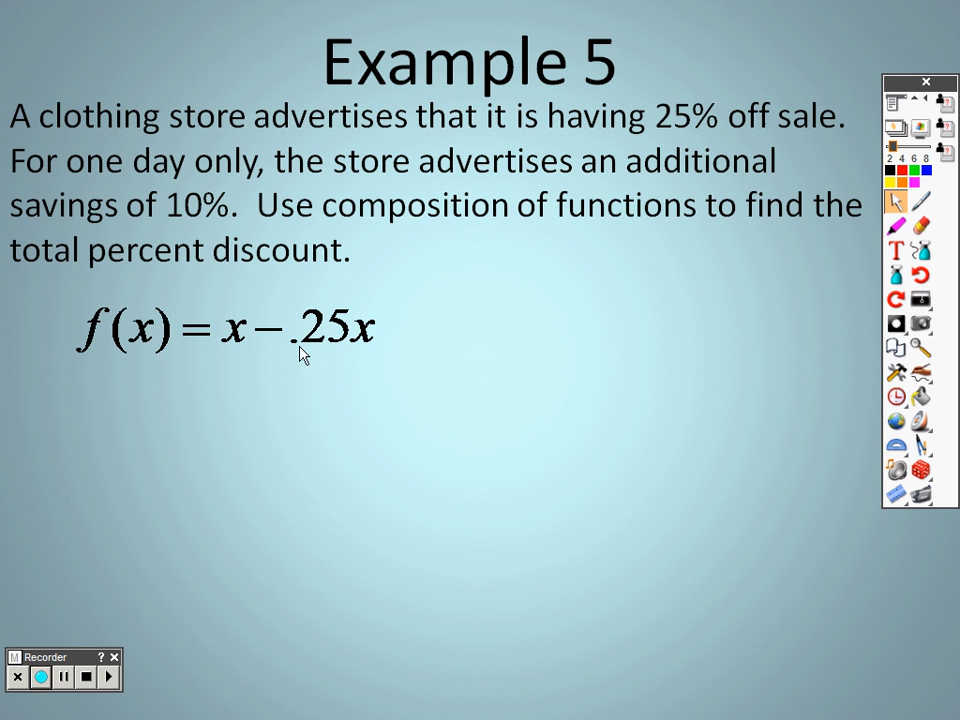 Example 5
A clothing store advertises that it is having 25% off sale.
For one day only, the store advertises an additional
savings of 10%.  Use composition of functions to find the
total percent discount.
f(x) = x − .25x
2 4 6 8
T
M Recorder ? ×